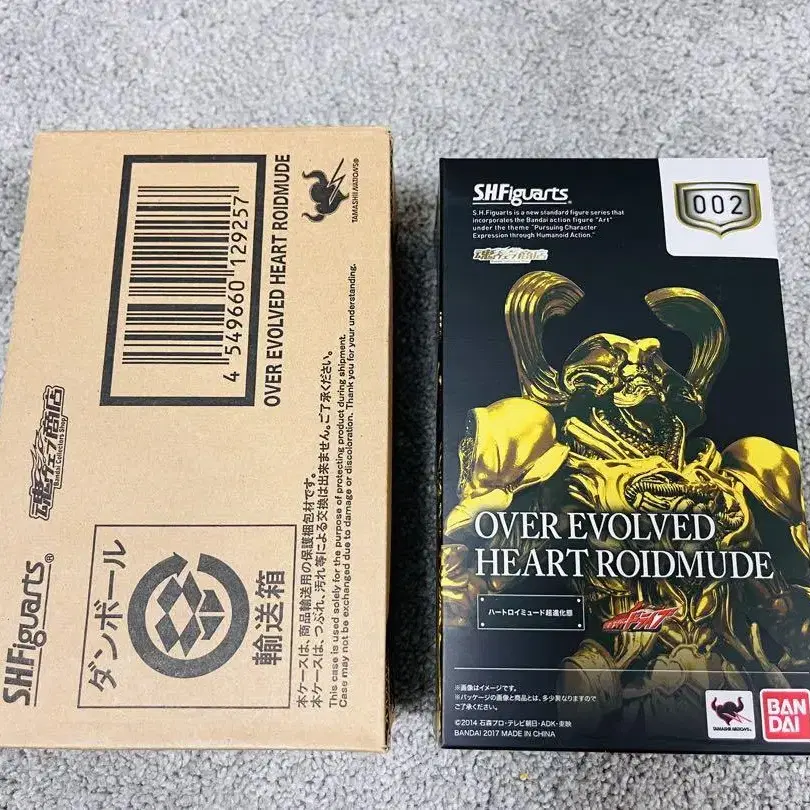 4 549660 129257
OVER EVOLVED HEART ROIDMUDE
TAMASHII NATIONS®
魂ウェブ商店
Bandai Collectors Shop
S.H.Figuarts®
ダンボール
輸送箱
本ケースは、商品輸送用の保護梱包材です。
本ケースは、つぶれ、汚れ等による交換は出来ません。ご了承ください。
This case is used solely for the purpose of protecting product during shipment.
Case may not be exchanged due to damage or discoloration. Thank you for your understanding.
S.H.Figuarts
002
S.H.Figuarts is a new standard figure series that
incorporates the Bandai action figure "Art"
under the theme "Pursuing Character
Expression through Humanoid Action."
魂ウェブ商店
OVER EVOLVED
HEART ROIDMUDE
ハートロイミュード超進化態
仮面ライダードライブ
※画像はイメージです。
※パッケージの画像と商品とは、多少異なりますので
ご了承ください。
©2014 石森プロ・テレビ朝日・ADK・東映
BANDAI 2017 MADE IN CHINA
TAMASHII NATIONS
BAN
DAI